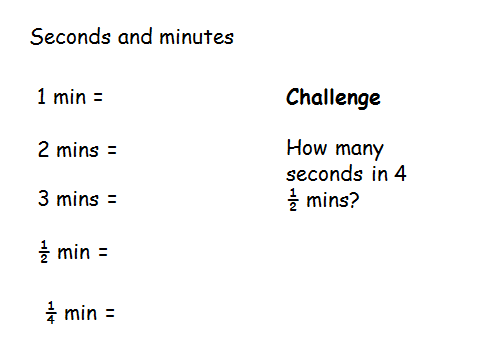 Seconds and minutes
1 min =
2 mins =
3 mins =
½ min =
¼ min =
Challenge
How many
seconds in 4
½ mins?